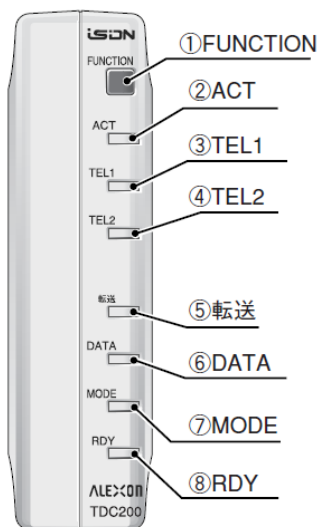 ISDN
FUNCTION
ACT
TEL1
TEL2
転送
DATA
MODE
RDY
ALEXON
TDC200
①FUNCTION
②ACT
③TEL1
④TEL2
⑤転送
⑥DATA
⑦MODE
⑧RDY